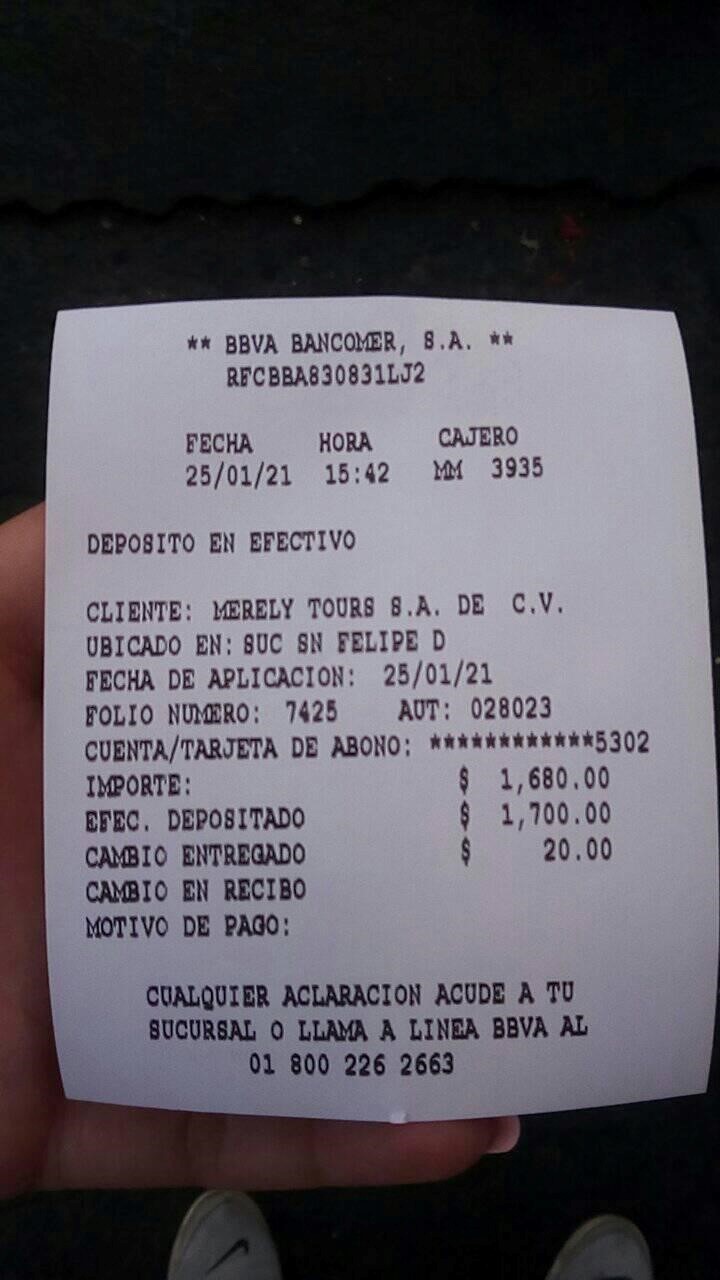 ** BBVA BANCOMER, S.A. **
RFCBBA830831LJ2
FECHA HORA CAJERO
25/01/21 15:42 MM 3935
DEPOSITO EN EFECTIVO
CLIENTE: MERELY TOURS S.A. DE C.V.
UBICADO EN: SUC SN FELIPE D
FECHA DE APLICACION: 25/01/21
FOLIO NUMERO: 7425 AUT: 028023
CUENTA/TARJETA DE ABONO: ************5302
IMPORTE: $ 1,680.00
EFEC. DEPOSITADO $ 1,700.00
CAMBIO ENTREGADO $ 20.00
CAMBIO EN RECIBO
MOTIVO DE PAGO:
CUALQUIER ACLARACION ACUDE A TU
SUCURSAL O LLAMA A LINEA BBVA AL
01 800 226 2663